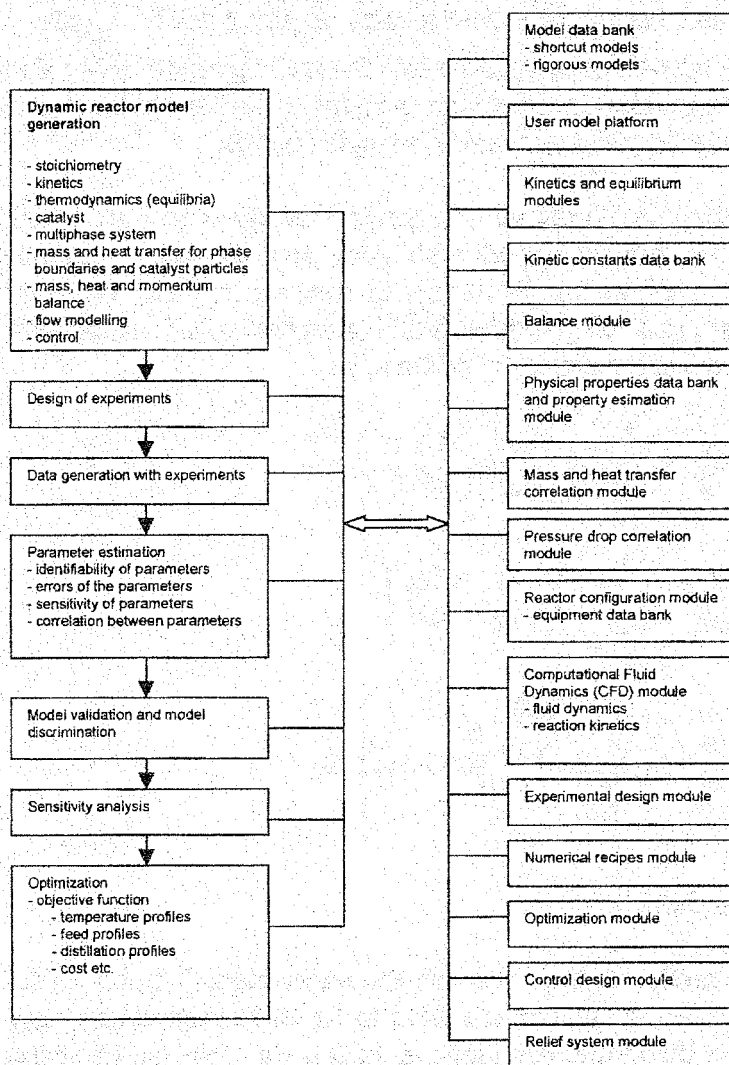 Dynamic reactor model
generation
- stoichiometry
- kinetics
- thermodynamics (equilibria)
- catalyst
- multiphase system
- mass and heat transfer for phase
boundaries and catalyst particles
- mass, heat and momentum
balance
- flow modelling
- control
Design of experiments
Data generation with experiments
Parameter estimation
- identifiability of parameters
- errors of the parameters
- sensitivity of parameters
- correlation between parameters
Model validation and model
discrimination
Sensitivity analysis
Optimization
- objective function
- temperature profiles
- feed profiles
- distillation profiles
- cost etc.
Model data bank
- shortcut models
- rigorous models
User model platform
Kinetics and equilibrium
modules
Kinetic constants data bank
Balance module
Physical properties data bank
and property esimation
module
Mass and heat transfer
correlation module
Pressure drop correlation
module
Reactor configuration module
- equipment data bank
Computational Fluid
Dynamics (CFD) module
- fluid dynamics
- reaction kinetics
Experimental design module
Numerical recipes module
Optimization module
Control design module
Relief system module